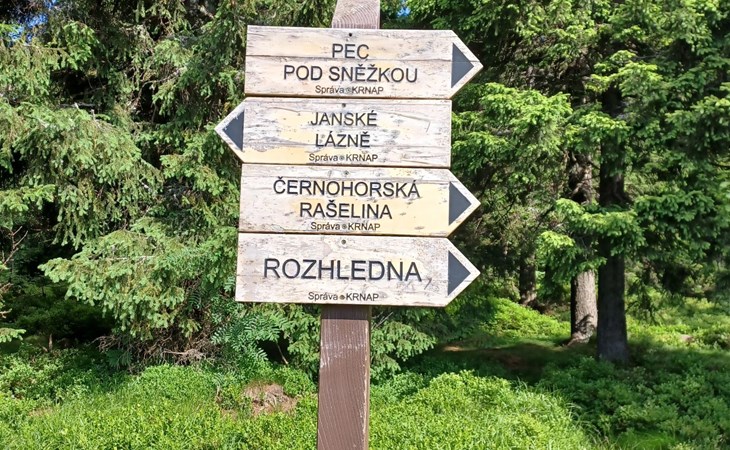 PEC
POD SNĚŽKOU
Správa KRNAP
JANSKÉ
LÁZNĚ
Správa KRNAP
ČERNOHORSKÁ
RAŠELINA
Správa KRNAP
ROZHLEDNA
Správa KRNAP